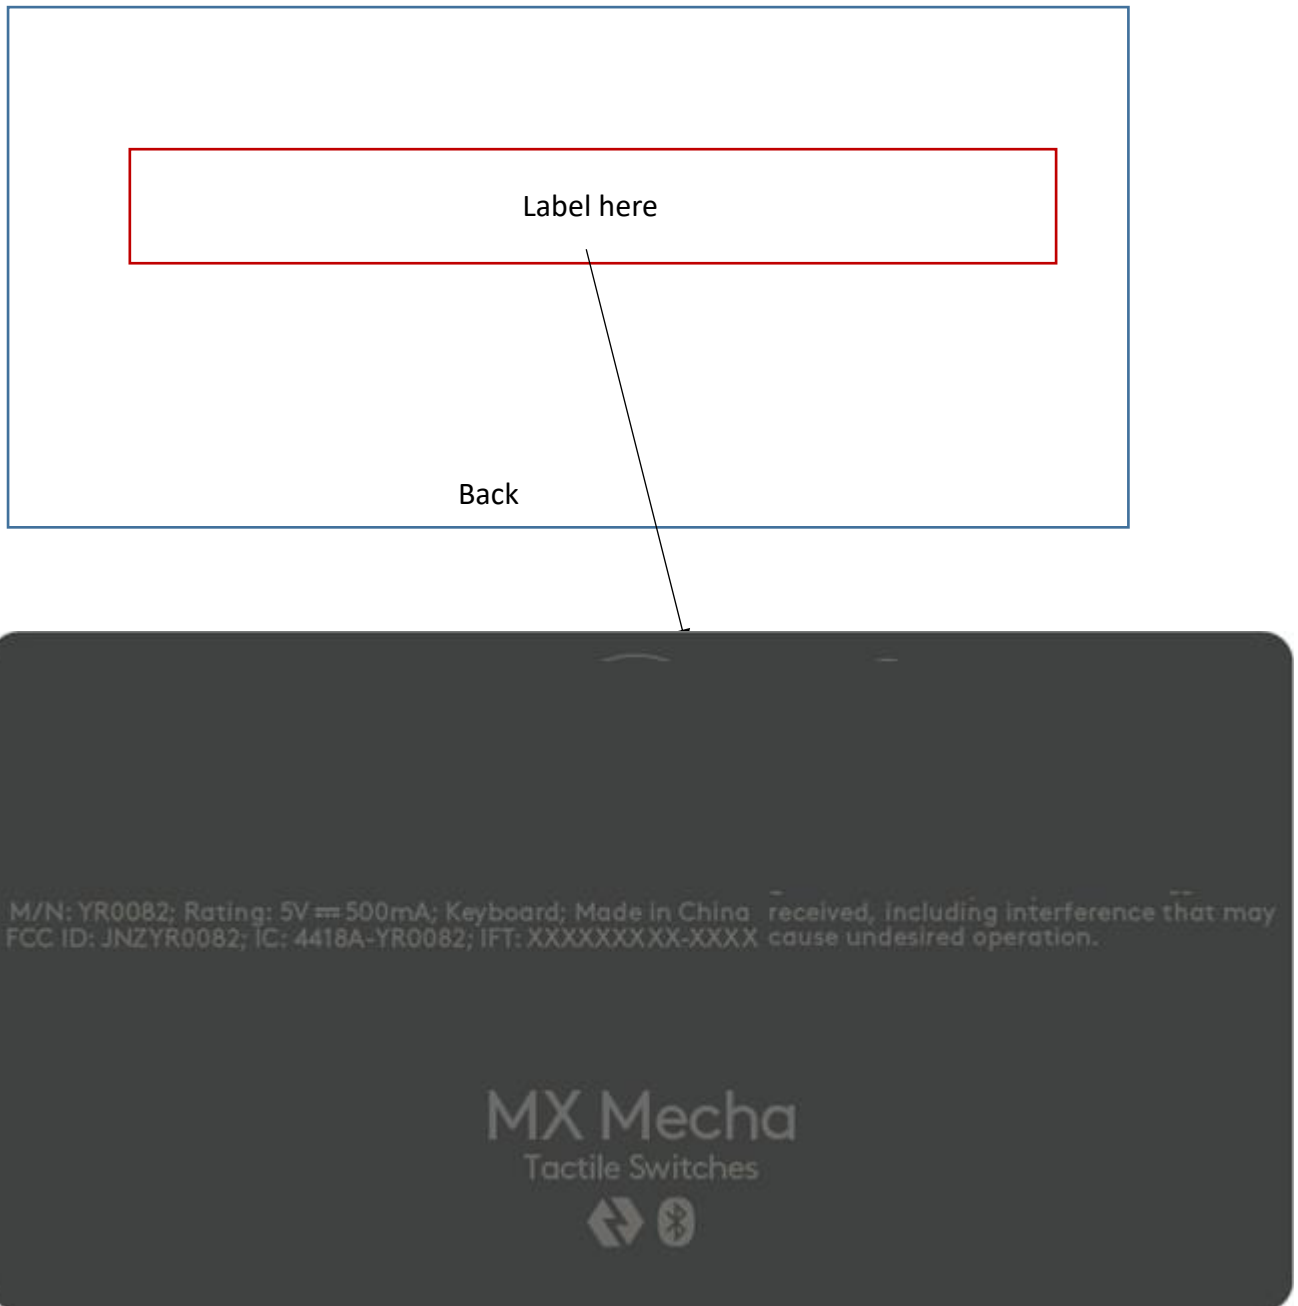 Label here
Back
M/N: YR0082; Rating: 5V ⎓ 500mA; Keyboard; Made in China
FCC ID: JNZYR0082; IC: 4418A-YR0082; IFT: XXXXXXXXX-XXXX
received, including interference that may
cause undesired operation.
MX Mecha
Tactile Switches